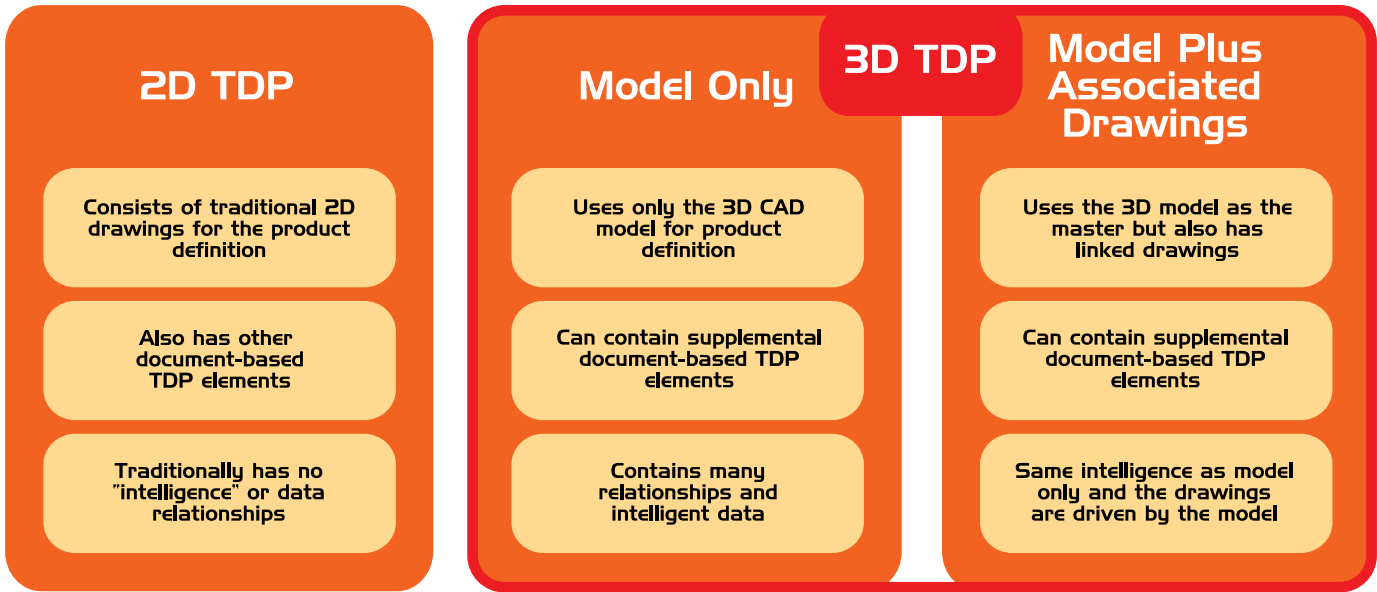 2D TDP
Consists of traditional 2D
drawings for the product
definition
Also has other
document-based
TDP elements
Traditionally has no
"intelligence" or data
relationships
3D TDP
Model Only
Uses only the 3D CAD
model for product
definition
Can contain supplemental
document-based TDP
elements
Contains many
relationships and
intelligent data
Model Plus
Associated
Drawings
Uses the 3D model as the
master but also has
linked drawings
Can contain supplemental
document-based TDP
elements
Same intelligence as model
only and the drawings
are driven by the model